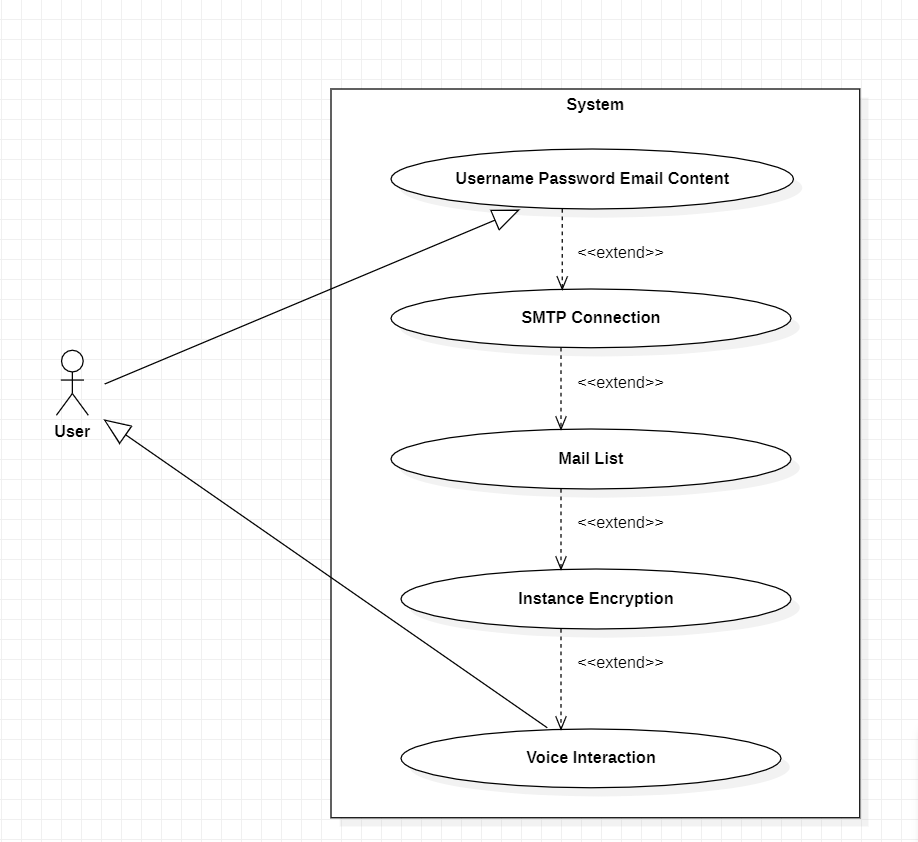 System
Username Password Email Content
<<extend>>
SMTP Connection
<<extend>>
User
Mail List
<<extend>>
Instance Encryption
<<extend>>
Voice Interaction